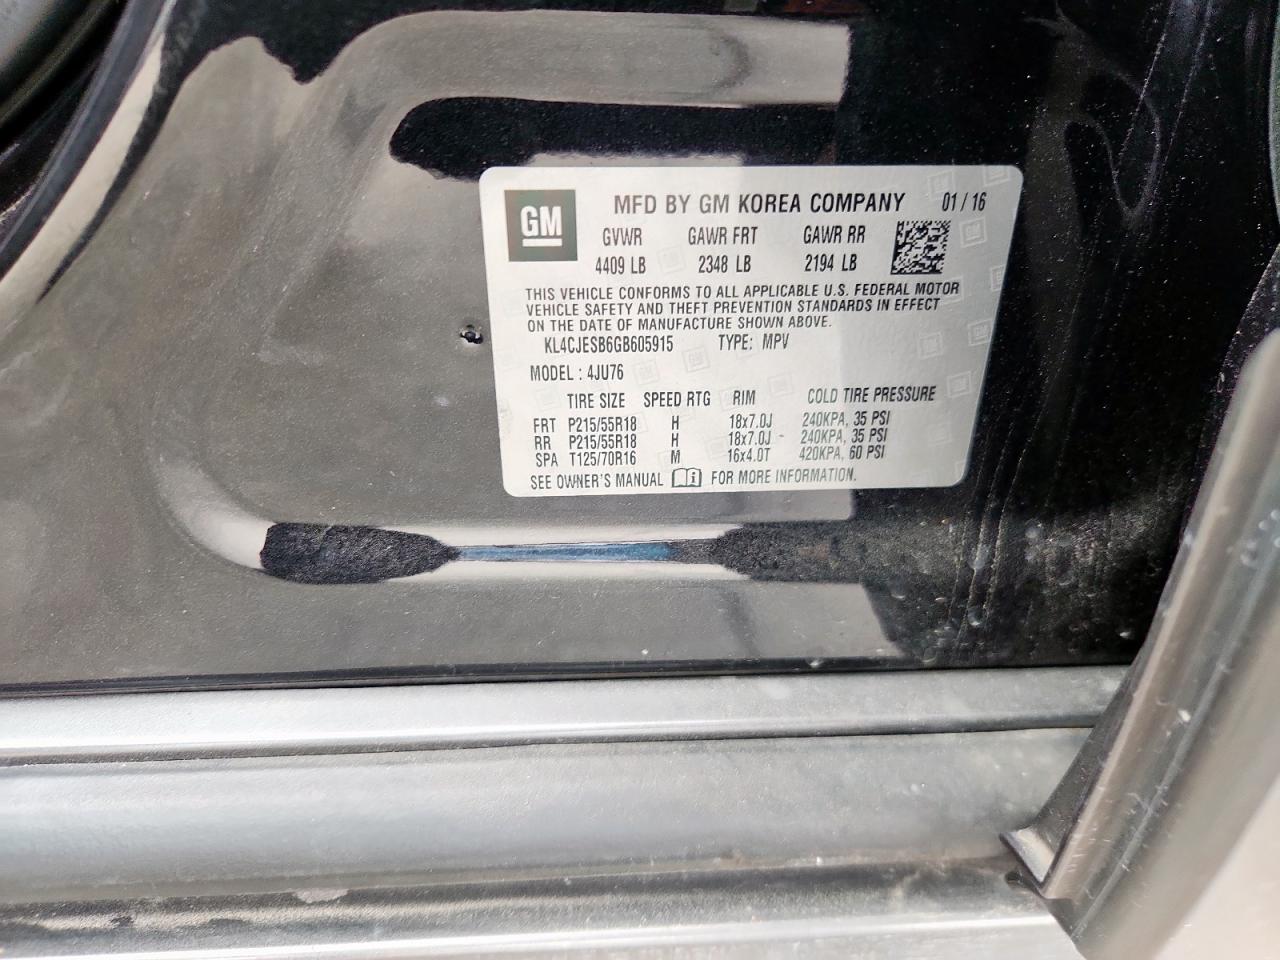 GM MFD BY GM KOREA COMPANY 01 / 16
GVWR GAWR FRT GAWR RR
4409 LB 2348 LB 2194 LB
THIS VEHICLE CONFORMS TO ALL APPLICABLE U.S. FEDERAL MOTOR
VEHICLE SAFETY AND THEFT PREVENTION STANDARDS IN EFFECT
ON THE DATE OF MANUFACTURE SHOWN ABOVE.
KL4CJESB6GB605915 TYPE: MPV
MODEL : 4JU76
TIRE SIZE SPEED RTG RIM COLD TIRE PRESSURE
FRT P215/55R18 H 18x7.0J 240KPA, 35 PSI
RR P215/55R18 H 18x7.0J 240KPA, 35 PSI
SPA T125/70R16 M 16x4.0T 420KPA, 60 PSI
SEE OWNER'S MANUAL i FOR MORE INFORMATION.